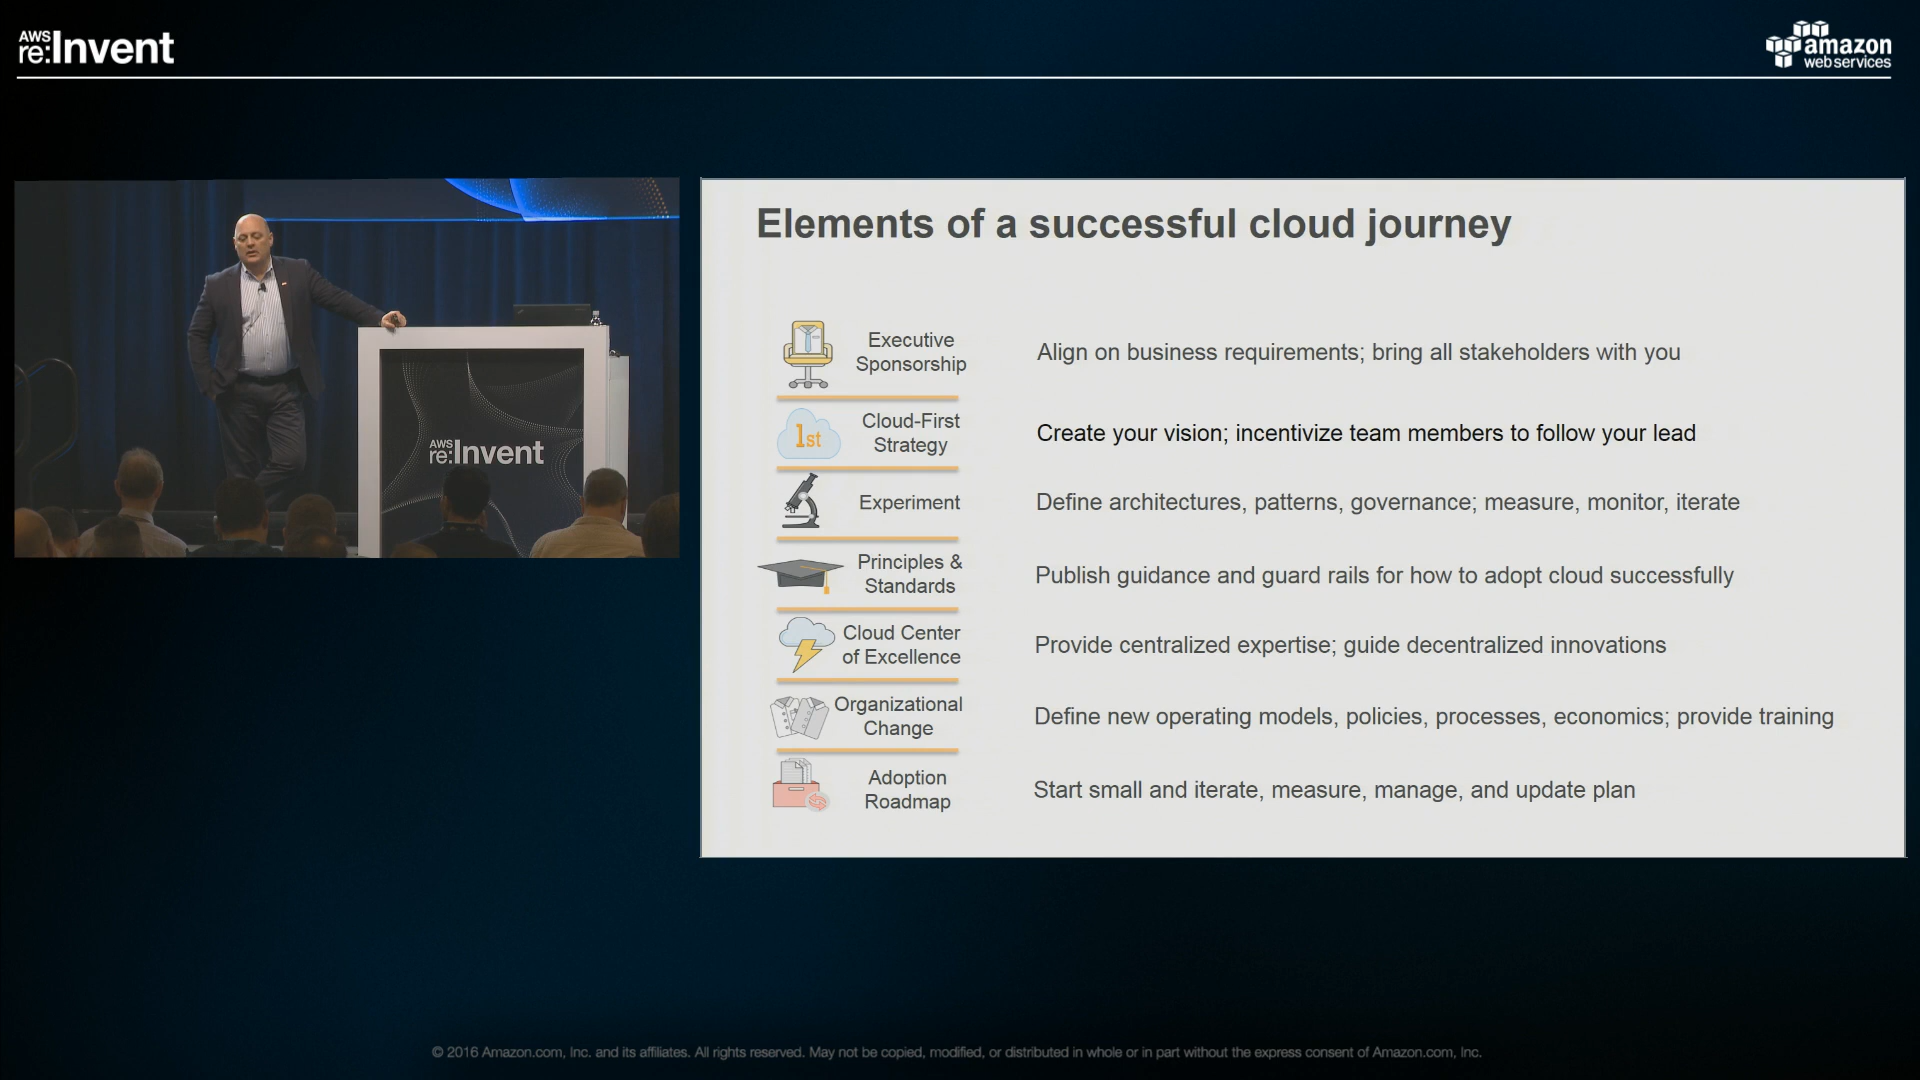 AWS
re:Invent
amazon
web services
AWS
re:Invent
Elements of a successful cloud journey
Executive
Sponsorship
Align on business requirements; bring all stakeholders with you
1st
Cloud-First
Strategy
Create your vision; incentivize team members to follow your lead
Experiment
Define architectures, patterns, governance; measure, monitor, iterate
Principles &
Standards
Publish guidance and guard rails for how to adopt cloud successfully
Cloud Center
of Excellence
Provide centralized expertise; guide decentralized innovations
Organizational
Change
Define new operating models, policies, processes, economics; provide training
Adoption
Roadmap
Start small and iterate, measure, manage, and update plan
© 2016 Amazon.com, Inc. and its affiliates. All rights reserved. May not be copied, modified, or distributed in whole or in part without the express consent of Amazon.com, Inc.